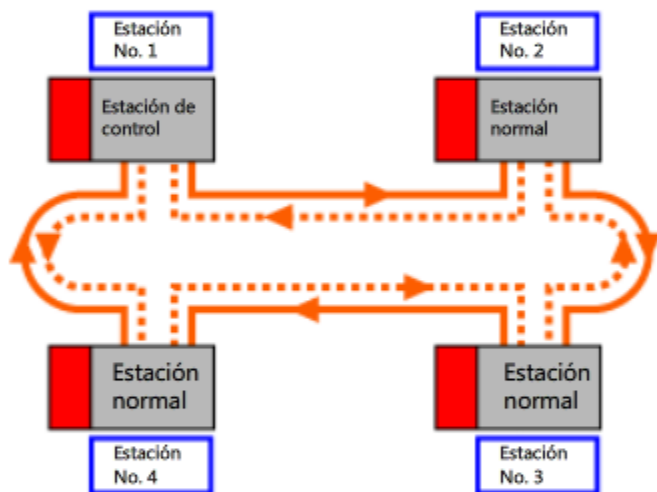 Estación
No. 1
Estación
No. 2
Estación de
control
Estación
normal
Estación
normal
Estación
normal
Estación
No. 4
Estación
No. 3